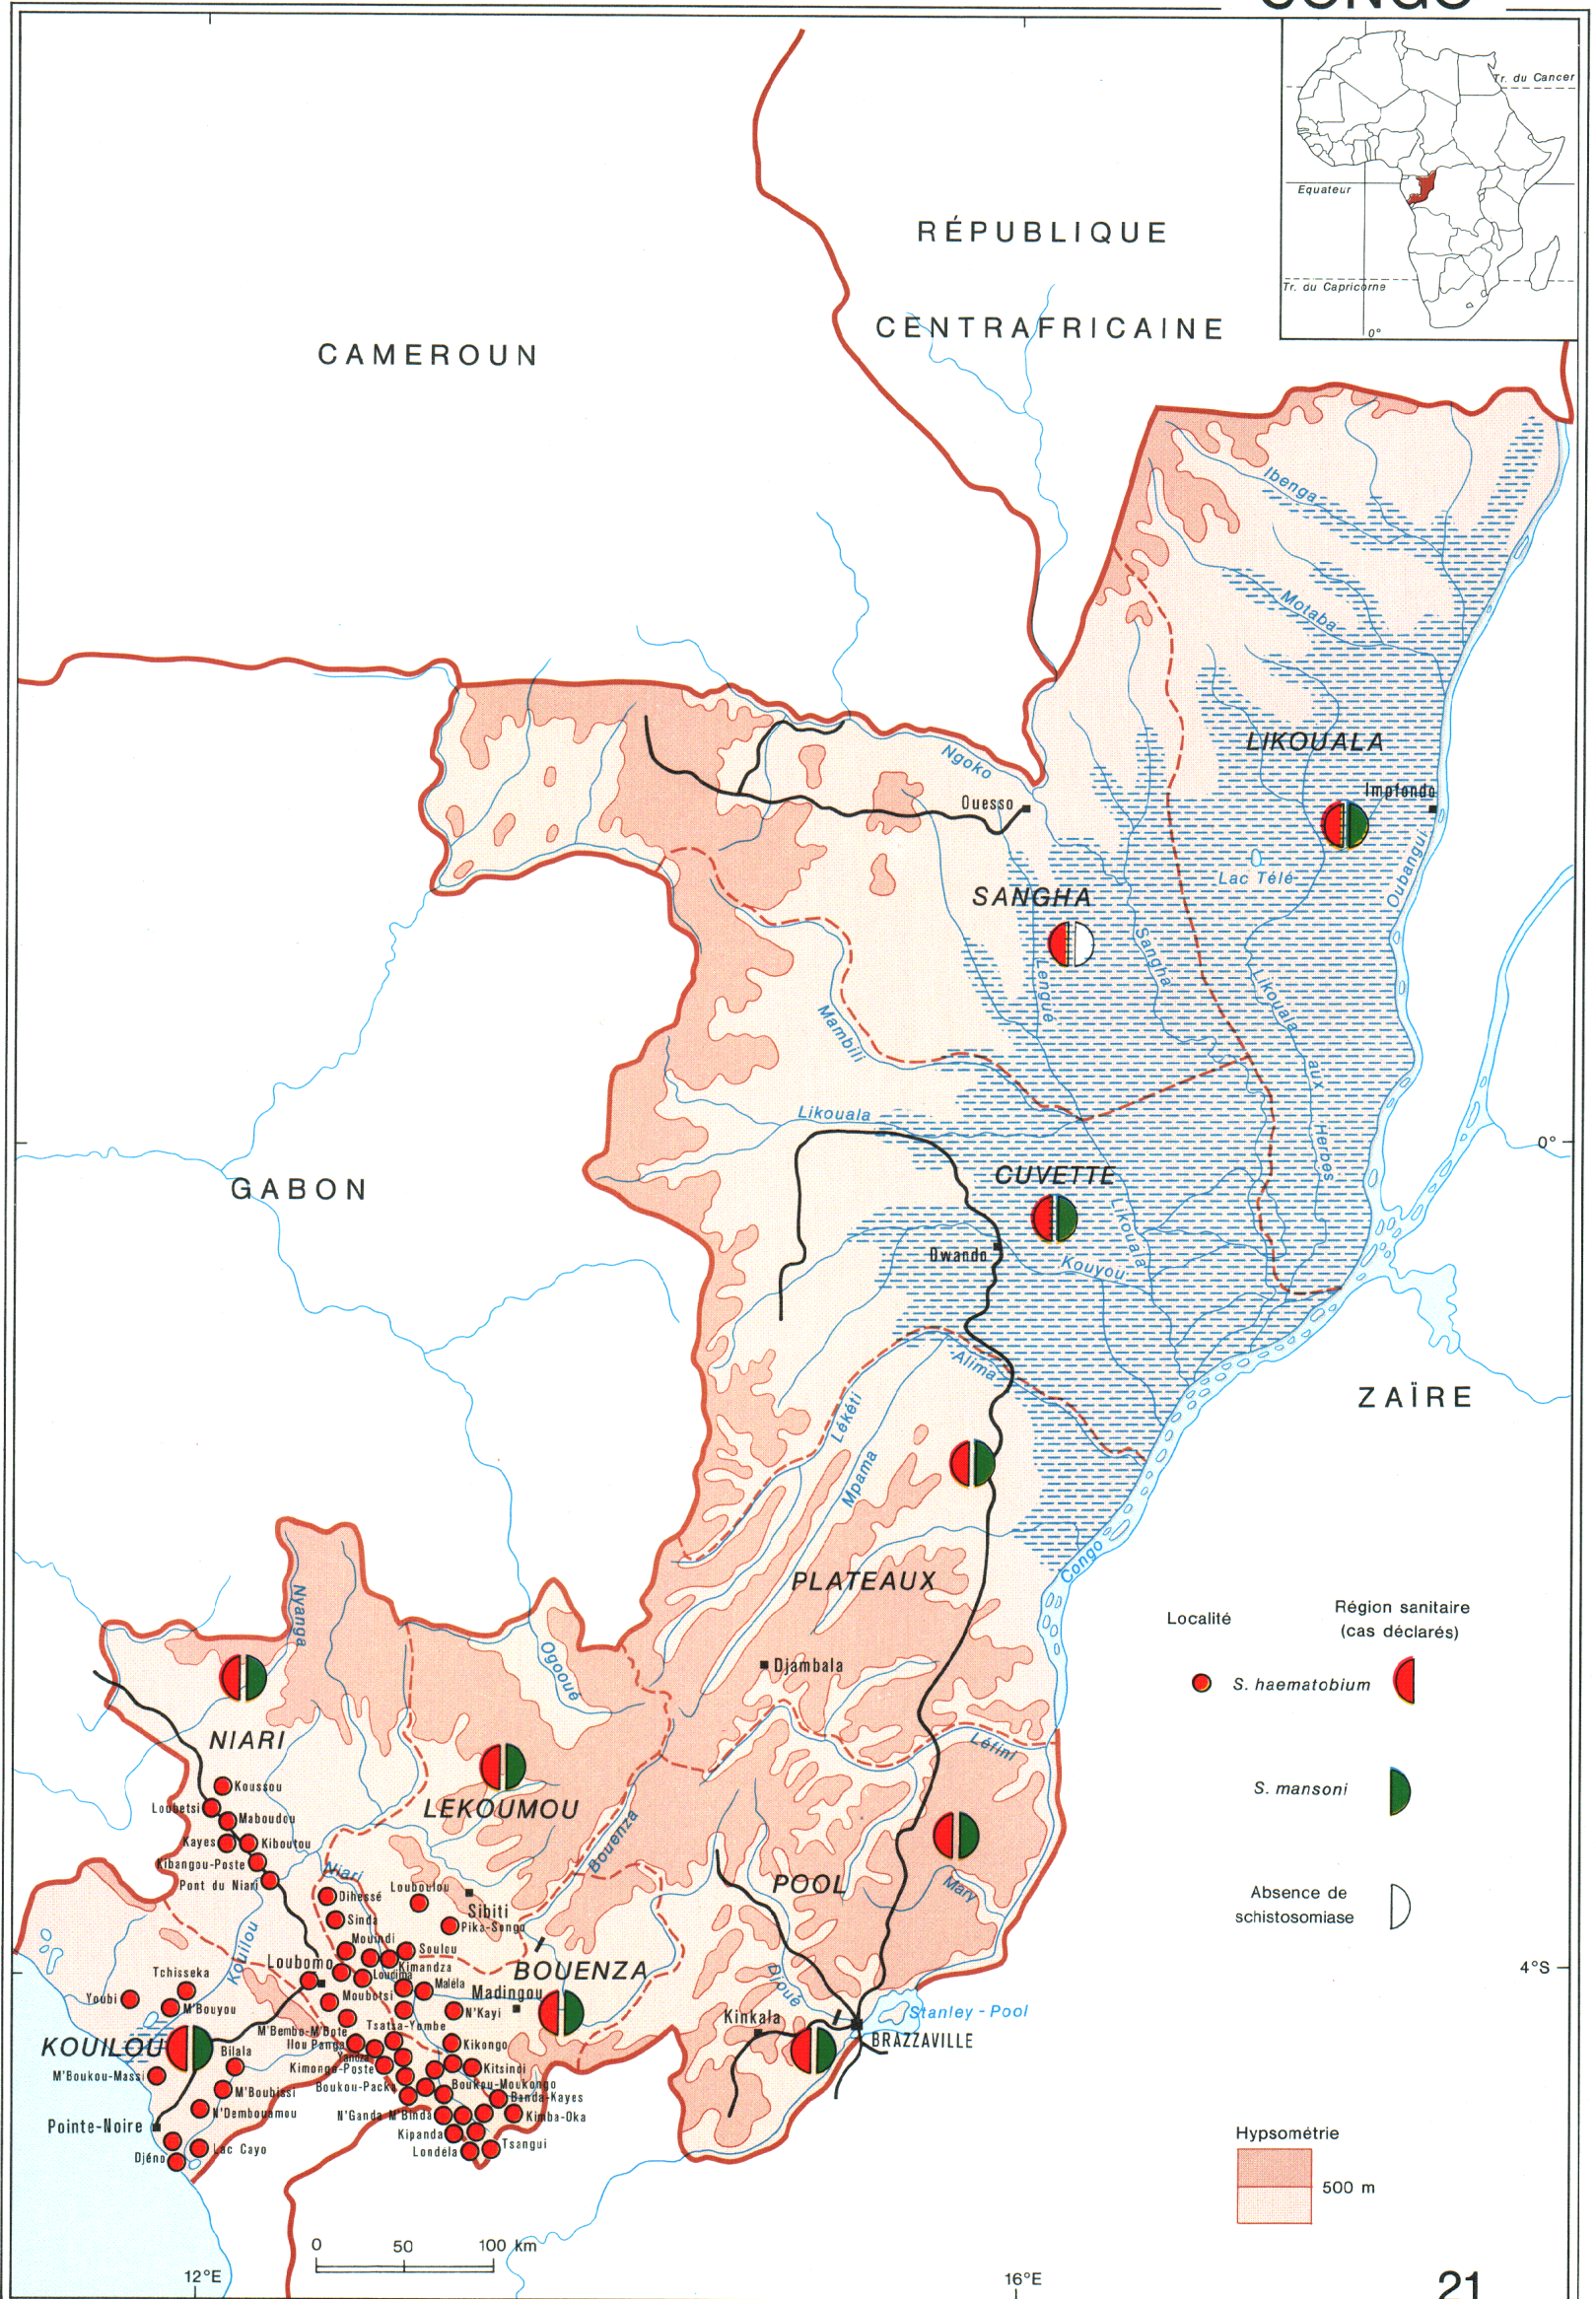 CONGO
Tr. du Cancer
Equateur
Tr. du Capricorne
0°
RÉPUBLIQUE
CENTRAFRICAINE
CAMEROUN
Ibenga
Motaba
LIKOUALA
Impfondo
Ngoko
Ouesso
Lac Télé
Oubangui
SANGHA
Sangha
Lengué
Likouala aux Herbes
Mambili
Likouala
0°
CUVETTE
GABON
Likouala
Owando
Kouyou
Alima
ZAÏRE
Lékéti
Mpama
Congo
PLATEAUX
Nyanga
Ogooué
Djambala
Localité
Région sanitaire
(cas déclarés)
S. haematobium
S. mansoni
Absence de
schistosomiase
NIARI
Léfini
LEKOUMOU
Koussou
Loubetsi
Maboudou
Kayes
Kiboutou
Kibangou-Poste
Pont du Niari
Niari
Bouenza
POOL
Mary
Dihessé
Louboulou
Sibiti
Sinda
Pika-Songo
Mouindi
Soulou
Kouilou
Loubomo
Kimandza
BOUENZA
4°S
Tchisseka
Loudima
Maléla
Madingou
Djoué
Youbi
M'Bouyou
Moubotsi
N'Kayi
Stanley-Pool
Kinkala
BRAZZAVILLE
M'Bembo-M'Bote
Tsatsa-Yombe
KOUILOU
Ilou Panga
Kikongo
Bilala
Yanoza
Kimongo-Poste
Kitsindi
M'Boukou-Massi
M'Boubissi
Boukou-Packa
Boukou-Moukongo
Banda-Kayes
N'Dembouamou
N'Ganda M'Binda
Kimba-Oka
Pointe-Noire
Kipanda
Djéno
Lac Cayo
Londéla
Tsangui
Hypsométrie
500 m
0 50 100 km
12°E
16°E
21